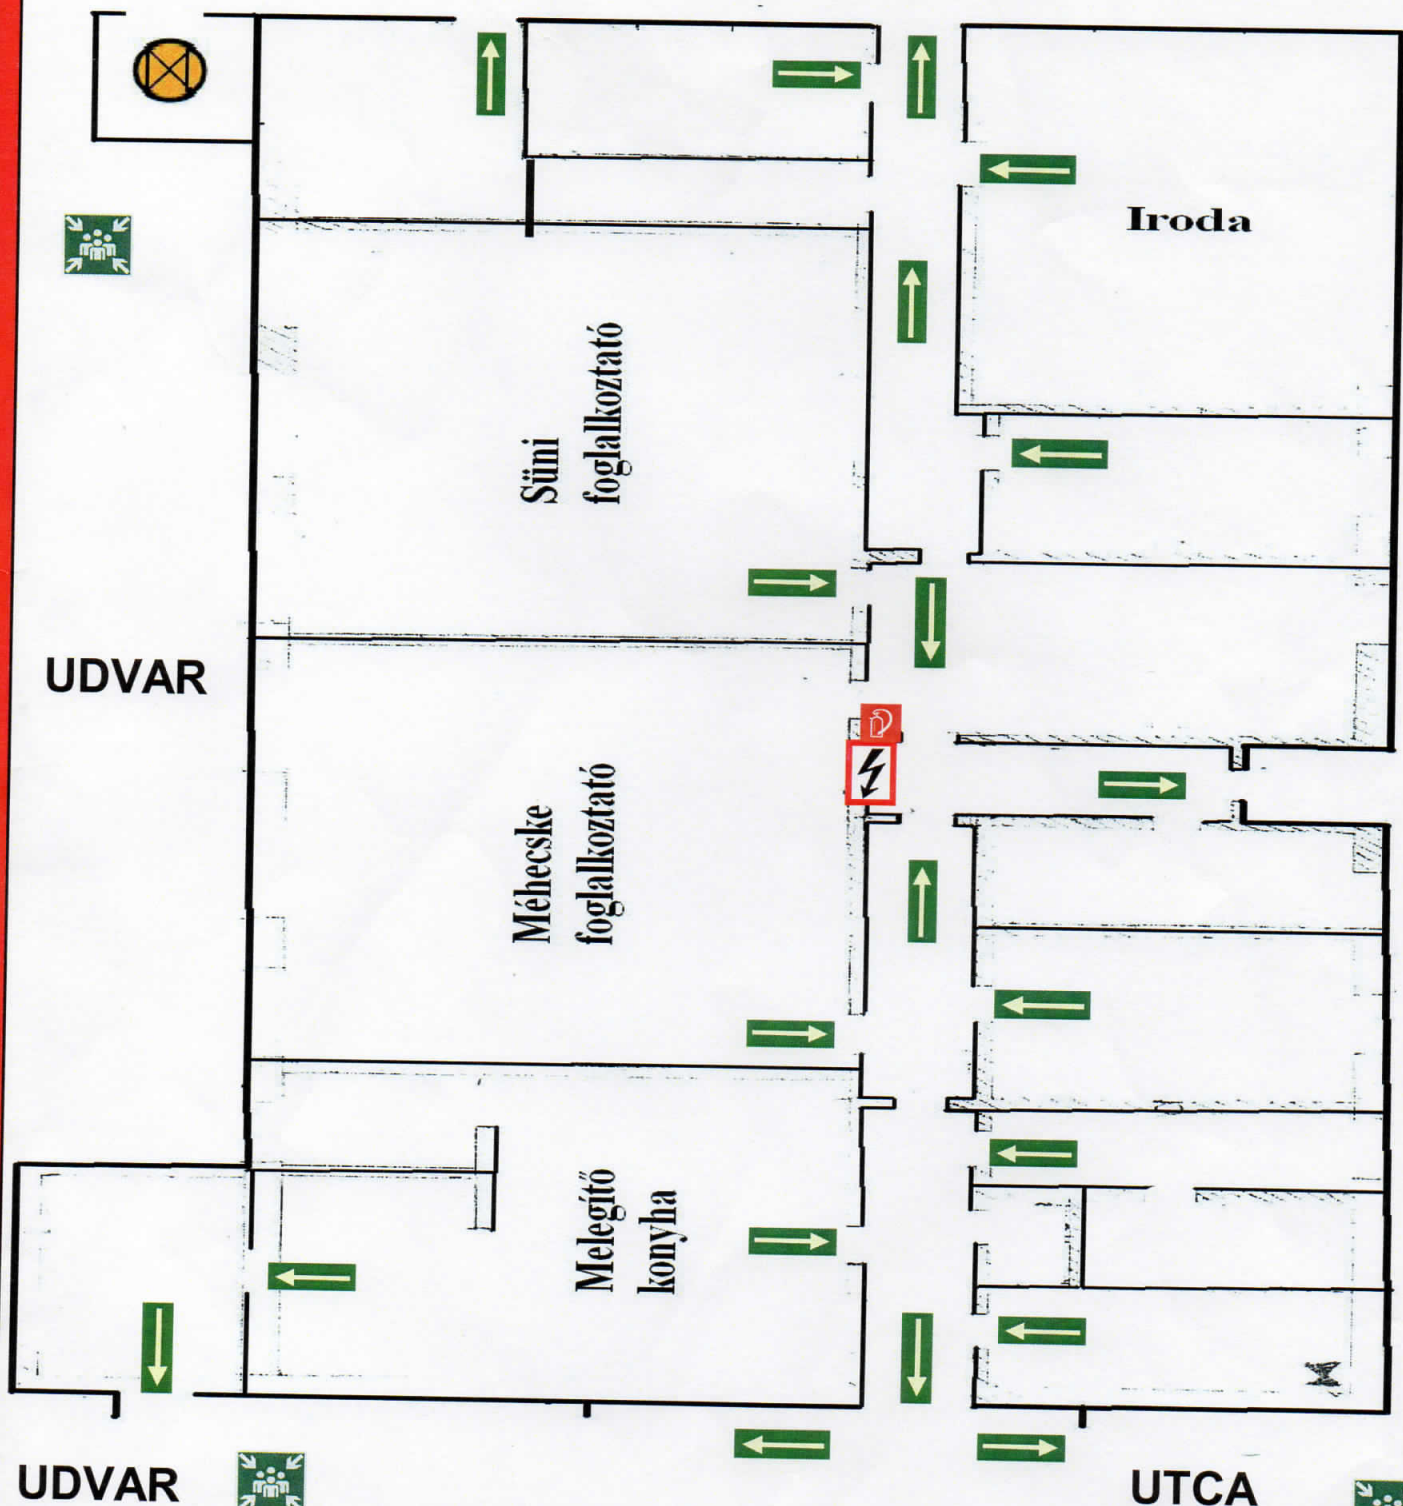 Iroda
Süni
foglalkoztató
UDVAR
Méhecske
foglalkoztató
Melegítő
konyha
UDVAR
UTCA